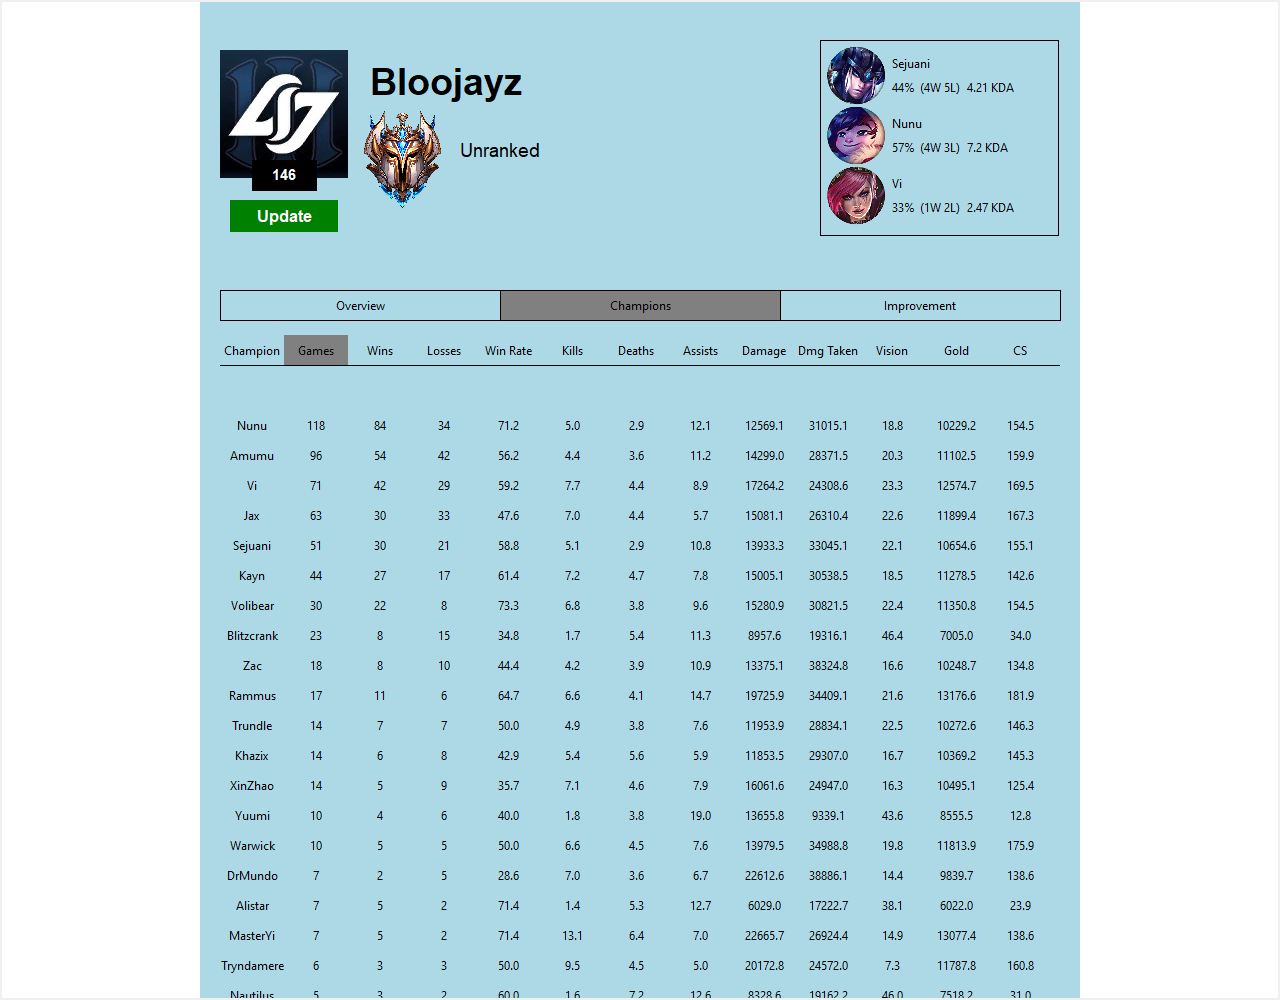 Bloojayz
Unranked
146
Update
Sejuani
44% (4W 5L) 4.21 KDA
Nunu
57% (4W 3L) 7.2 KDA
Vi
33% (1W 2L) 2.47 KDA
Overview Champions Improvement
Champion Games Wins Losses Win Rate Kills Deaths Assists Damage Dmg Taken Vision Gold CS
Nunu 118 84 34 71.2 5.0 2.9 12.1 12569.1 31015.1 18.8 10229.2 154.5
Amumu 96 54 42 56.2 4.4 3.6 11.2 14299.0 28371.5 20.3 11102.5 159.9
Vi 71 42 29 59.2 7.7 4.4 8.9 17264.2 24308.6 23.3 12574.7 169.5
Jax 63 30 33 47.6 7.0 4.4 5.7 15081.1 26310.4 22.6 11899.4 167.3
Sejuani 51 30 21 58.8 5.1 2.9 10.8 13933.3 33045.1 22.1 10654.6 155.1
Kayn 44 27 17 61.4 7.2 4.7 7.8 15005.1 30538.5 18.5 11278.5 142.6
Volibear 30 22 8 73.3 6.8 3.8 9.6 15280.9 30821.5 22.4 11350.8 154.5
Blitzcrank 23 8 15 34.8 1.7 5.4 11.3 8957.6 19316.1 46.4 7005.0 34.0
Zac 18 8 10 44.4 4.2 3.9 10.9 13375.1 38324.8 16.6 10248.7 134.8
Rammus 17 11 6 64.7 6.6 4.1 14.7 19725.9 34409.1 21.6 13176.6 181.9
Trundle 14 7 7 50.0 4.9 3.8 7.6 11953.9 28834.1 22.5 10272.6 146.3
Khazix 14 6 8 42.9 5.4 5.6 5.9 11853.5 29307.0 16.7 10369.2 145.3
XinZhao 14 5 9 35.7 7.1 4.6 7.9 16061.6 24947.0 16.3 10495.1 125.4
Yuumi 10 4 6 40.0 1.8 3.8 19.0 13655.8 9339.1 43.6 8555.5 12.8
Warwick 10 5 5 50.0 6.6 4.5 7.6 13979.5 34988.8 19.8 11813.9 175.9
DrMundo 7 2 5 28.6 7.0 3.6 6.7 22612.6 38886.1 14.4 9839.7 138.6
Alistar 7 5 2 71.4 1.4 5.3 12.7 6029.0 17222.7 38.1 6022.0 23.9
MasterYi 7 5 2 71.4 13.1 6.4 7.0 22665.7 26924.4 14.9 13077.4 138.6
Tryndamere 6 3 3 50.0 9.5 4.5 5.0 20172.8 24572.0 7.3 11787.8 160.8
Nautilus 5 3 2 60.0 1.6 7.2 12.6 8328.6 19162.2 46.0 7518.2 31.0